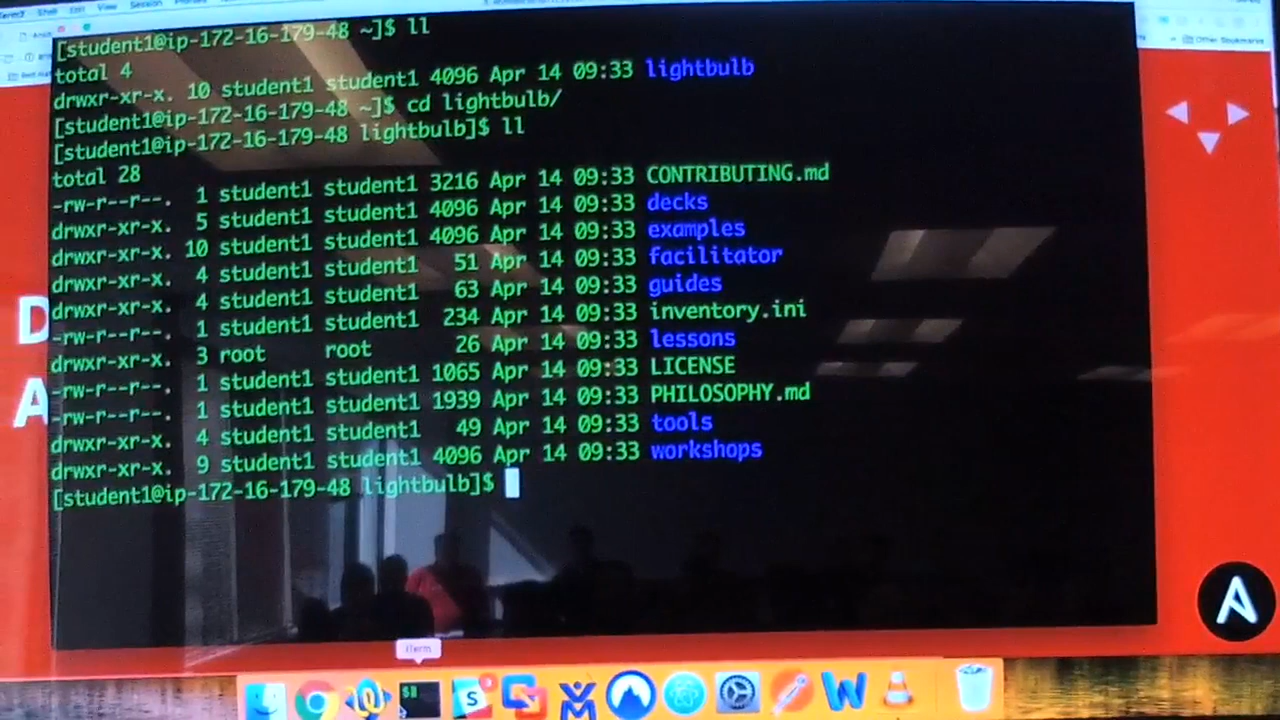 Shell Edit View Session
Other Bookmarks
[student1@ip-172-16-179-48 ~]$ ll
total 4
drwxr-xr-x. 10 student1 student1 4096 Apr 14 09:33 lightbulb
[student1@ip-172-16-179-48 ~]$ cd lightbulb/
[student1@ip-172-16-179-48 lightbulb]$ ll
total 28
-rw-r--r--. 1 student1 student1 3216 Apr 14 09:33 CONTRIBUTING.md
drwxr-xr-x. 5 student1 student1 4096 Apr 14 09:33 decks
drwxr-xr-x. 10 student1 student1 4096 Apr 14 09:33 examples
drwxr-xr-x. 4 student1 student1 51 Apr 14 09:33 facilitator
drwxr-xr-x. 4 student1 student1 63 Apr 14 09:33 guides
-rw-r--r--. 1 student1 student1 234 Apr 14 09:33 inventory.ini
drwxr-xr-x. 3 root root 26 Apr 14 09:33 lessons
-rw-r--r--. 1 student1 student1 1065 Apr 14 09:33 LICENSE
-rw-r--r--. 1 student1 student1 1939 Apr 14 09:33 PHILOSOPHY.md
drwxr-xr-x. 4 student1 student1 49 Apr 14 09:33 tools
drwxr-xr-x. 9 student1 student1 4096 Apr 14 09:33 workshops
[student1@ip-172-16-179-48 lightbulb]$
D
A
A
iTerm
$
S
W